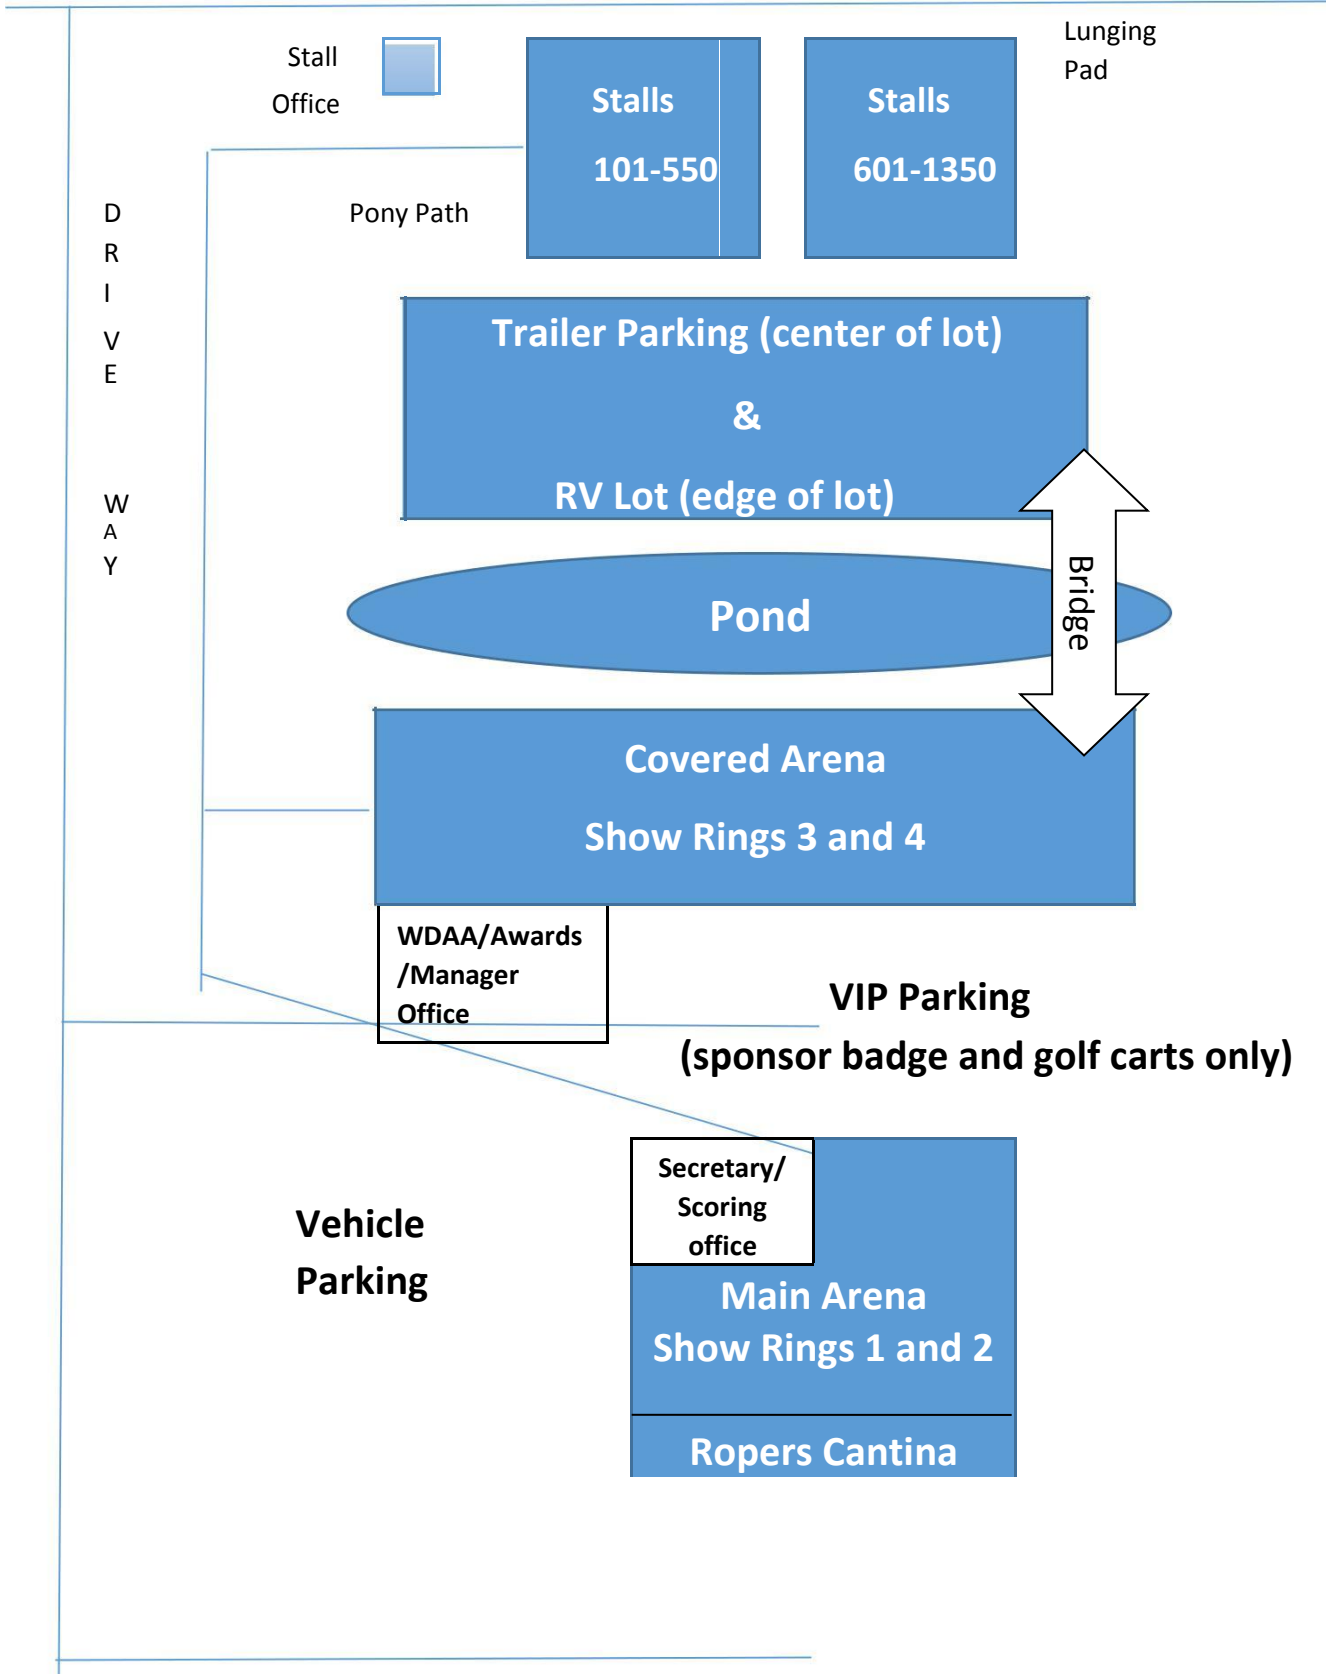 Lunging
Pad
Stall
Office
Stalls
101-550
Stalls
601-1350
Pony Path
D
R
I
V
E
W
A
Y
Trailer Parking (center of lot)
&
RV Lot (edge of lot)
Bridge
Pond
Covered Arena
Show Rings 3 and 4
WDAA/Awards
/Manager
Office
VIP Parking
(sponsor badge and golf carts only)
Secretary/
Scoring
office
Vehicle
Parking
Main Arena
Show Rings 1 and 2
Ropers Cantina